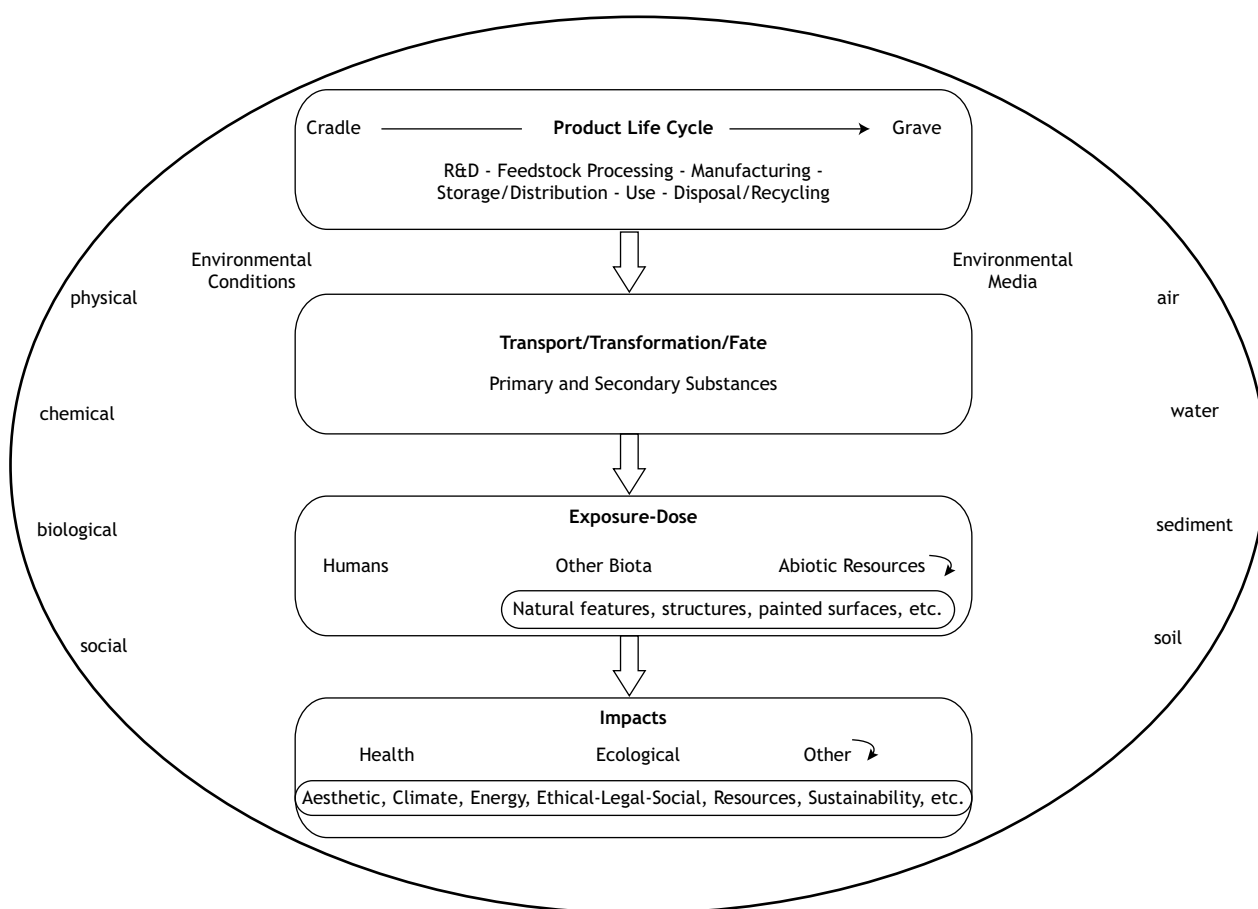 Cradle Product Life Cycle Grave
R&D - Feedstock Processing - Manufacturing -
Storage/Distribution - Use - Disposal/Recycling
Environmental
Conditions
Environmental
Media
physical
air
Transport/Transformation/Fate
Primary and Secondary Substances
chemical
water
Exposure-Dose
biological
sediment
Humans Other Biota Abiotic Resources
Natural features, structures, painted surfaces, etc.
social
soil
Impacts
Health Ecological Other
Aesthetic, Climate, Energy, Ethical-Legal-Social, Resources, Sustainability, etc.